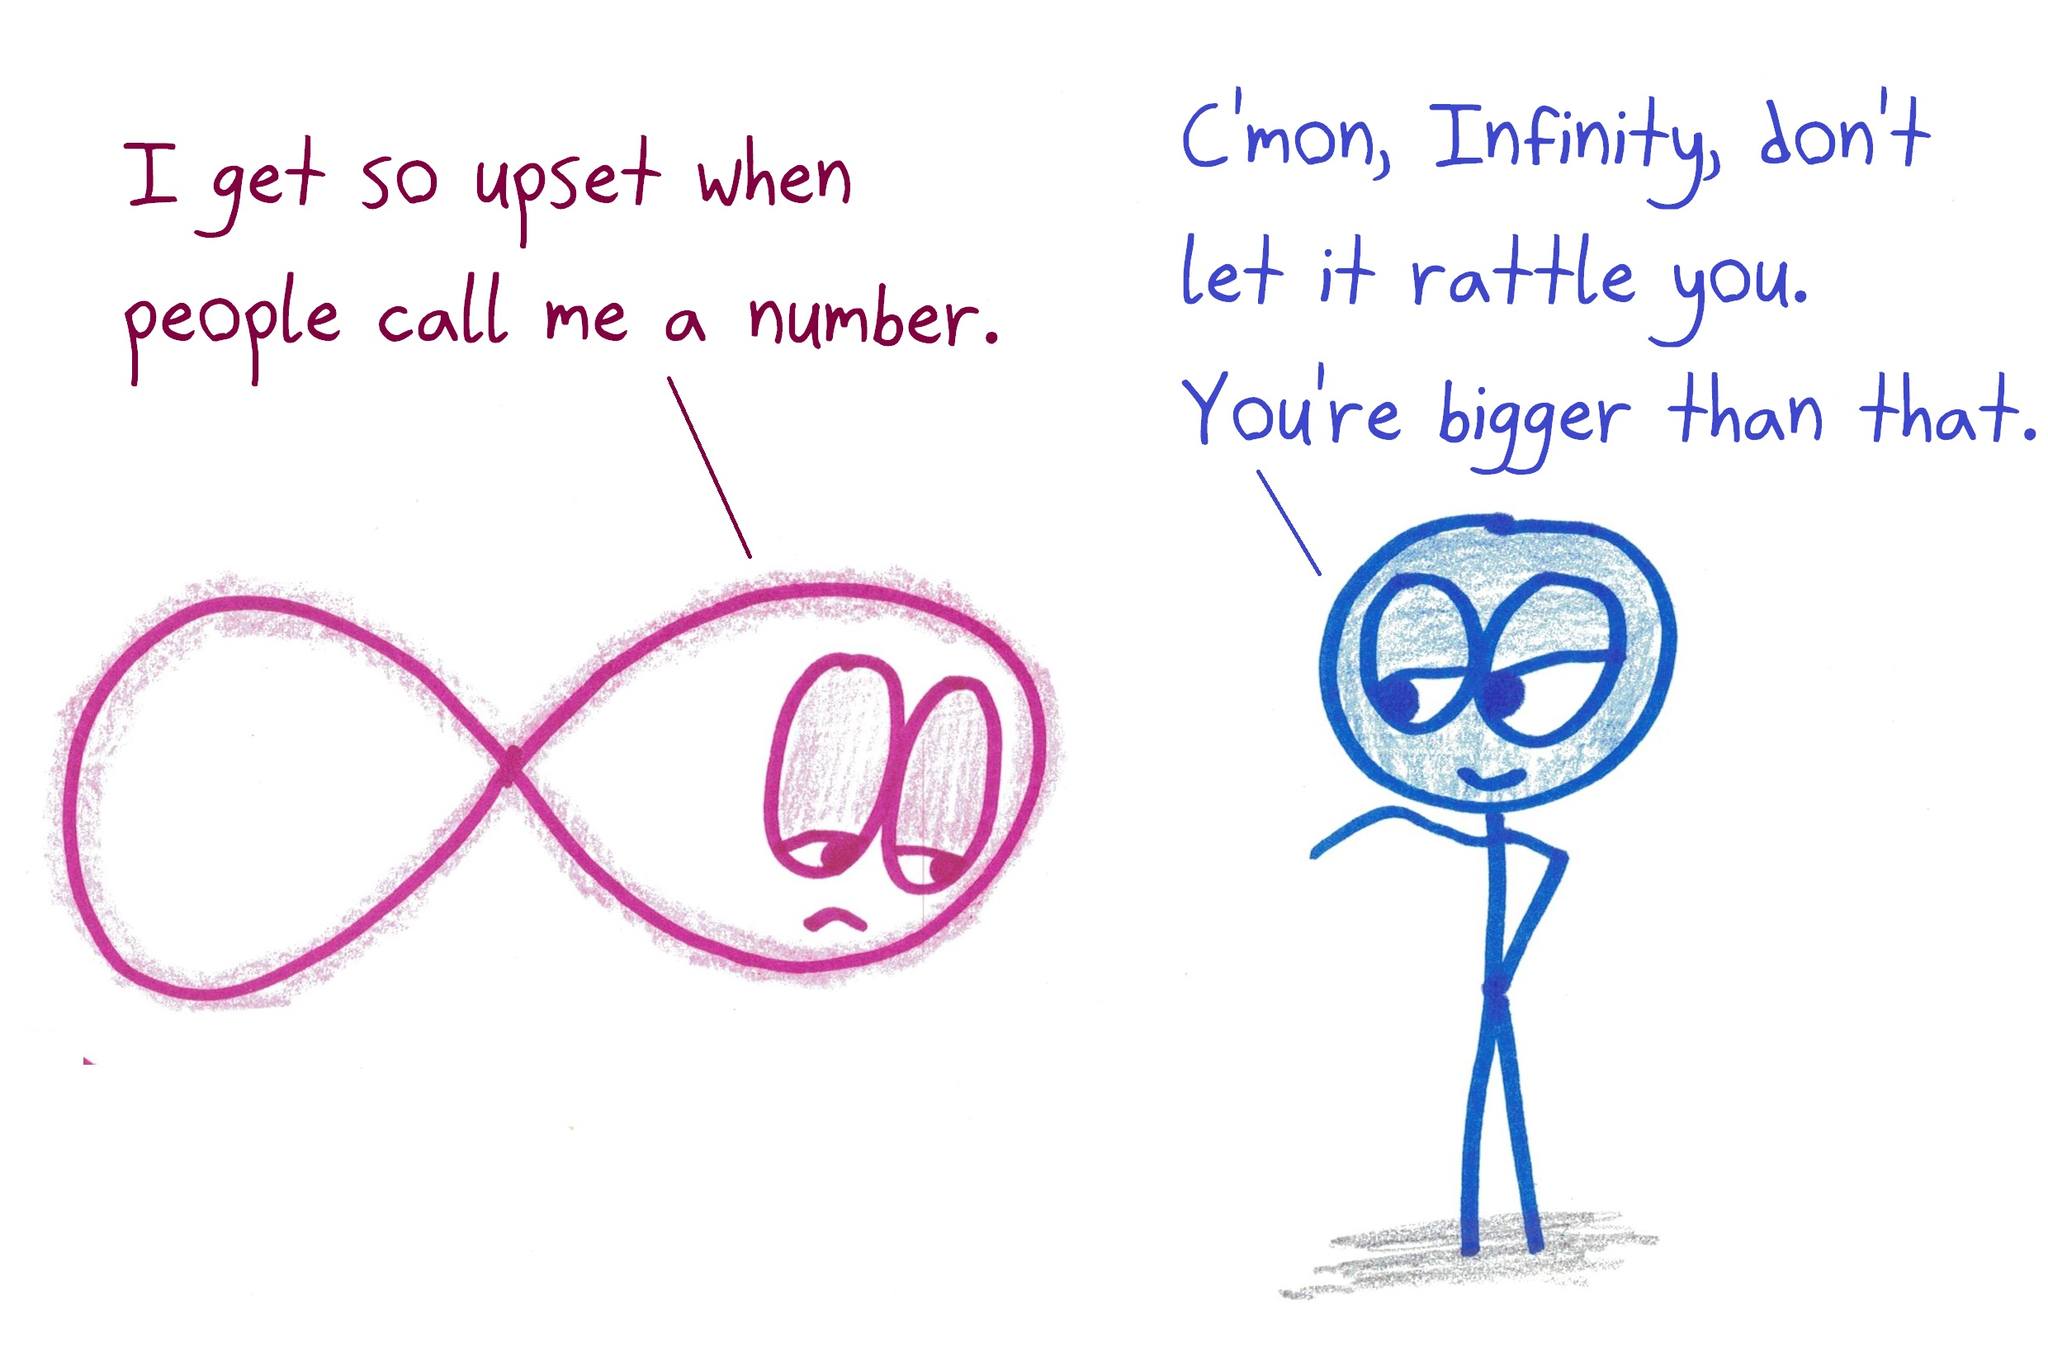 I get so upset when
people call me a number.
C'mon, Infinity, don't
let it rattle you.
You're bigger than that.